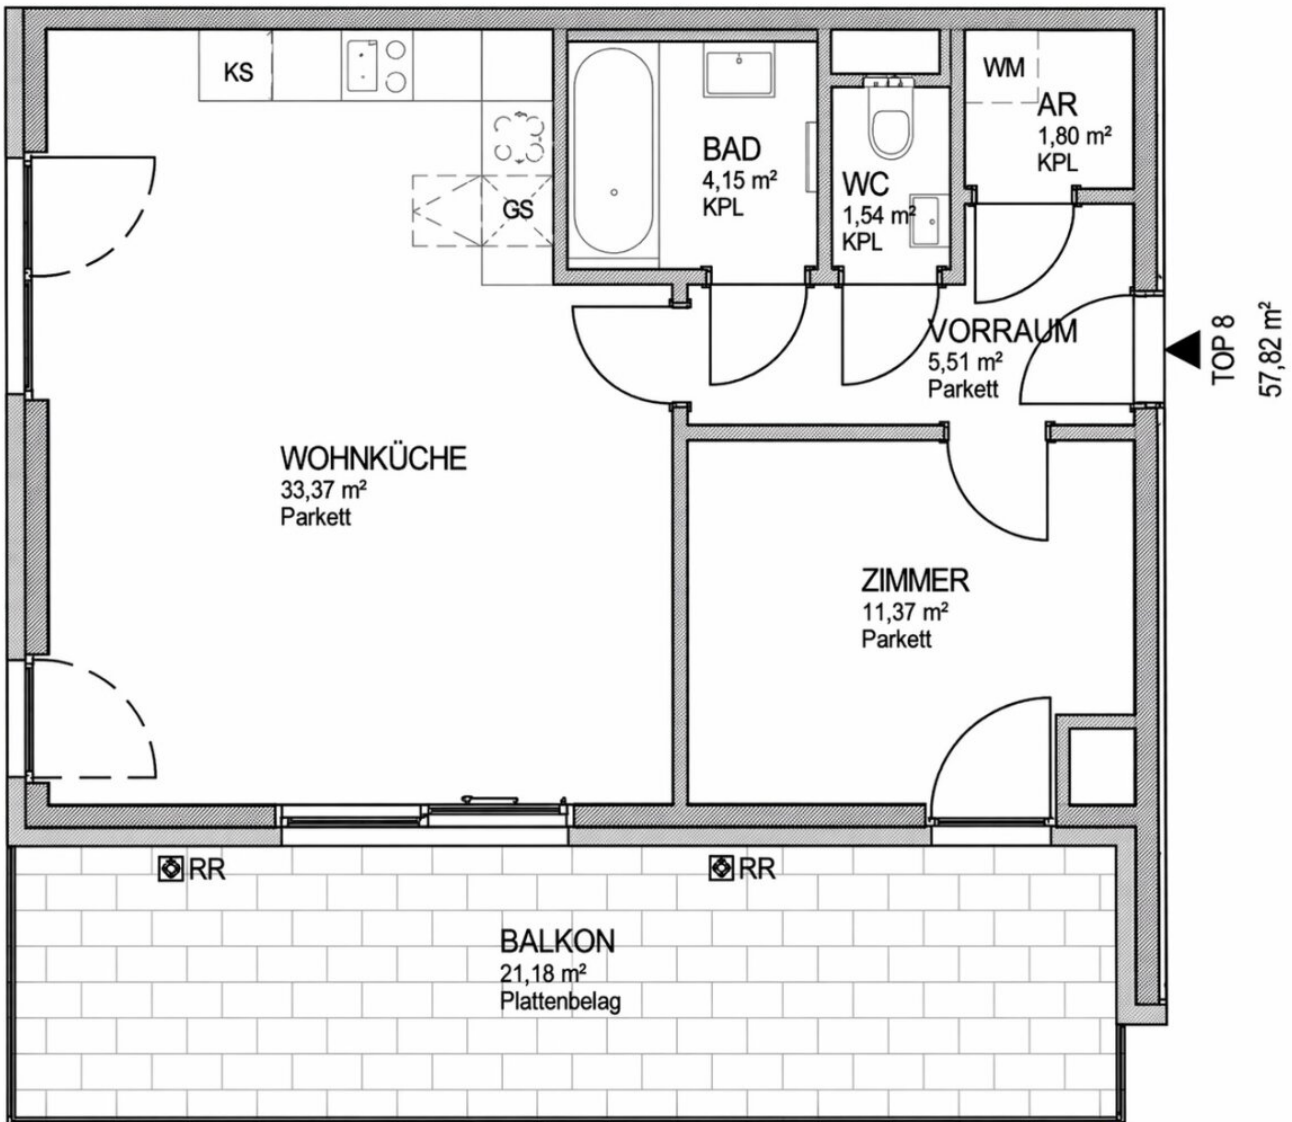 KS
WM
AR
1,80 m²
KPL
BAD
4,15 m²
KPL
WC
1,54 m²
KPL
GS
VORRAUM
5,51 m²
Parkett
TOP 8
57,82 m²
WOHNKÜCHE
33,37 m²
Parkett
ZIMMER
11,37 m²
Parkett
RR
RR
BALKON
21,18 m²
Plattenbelag